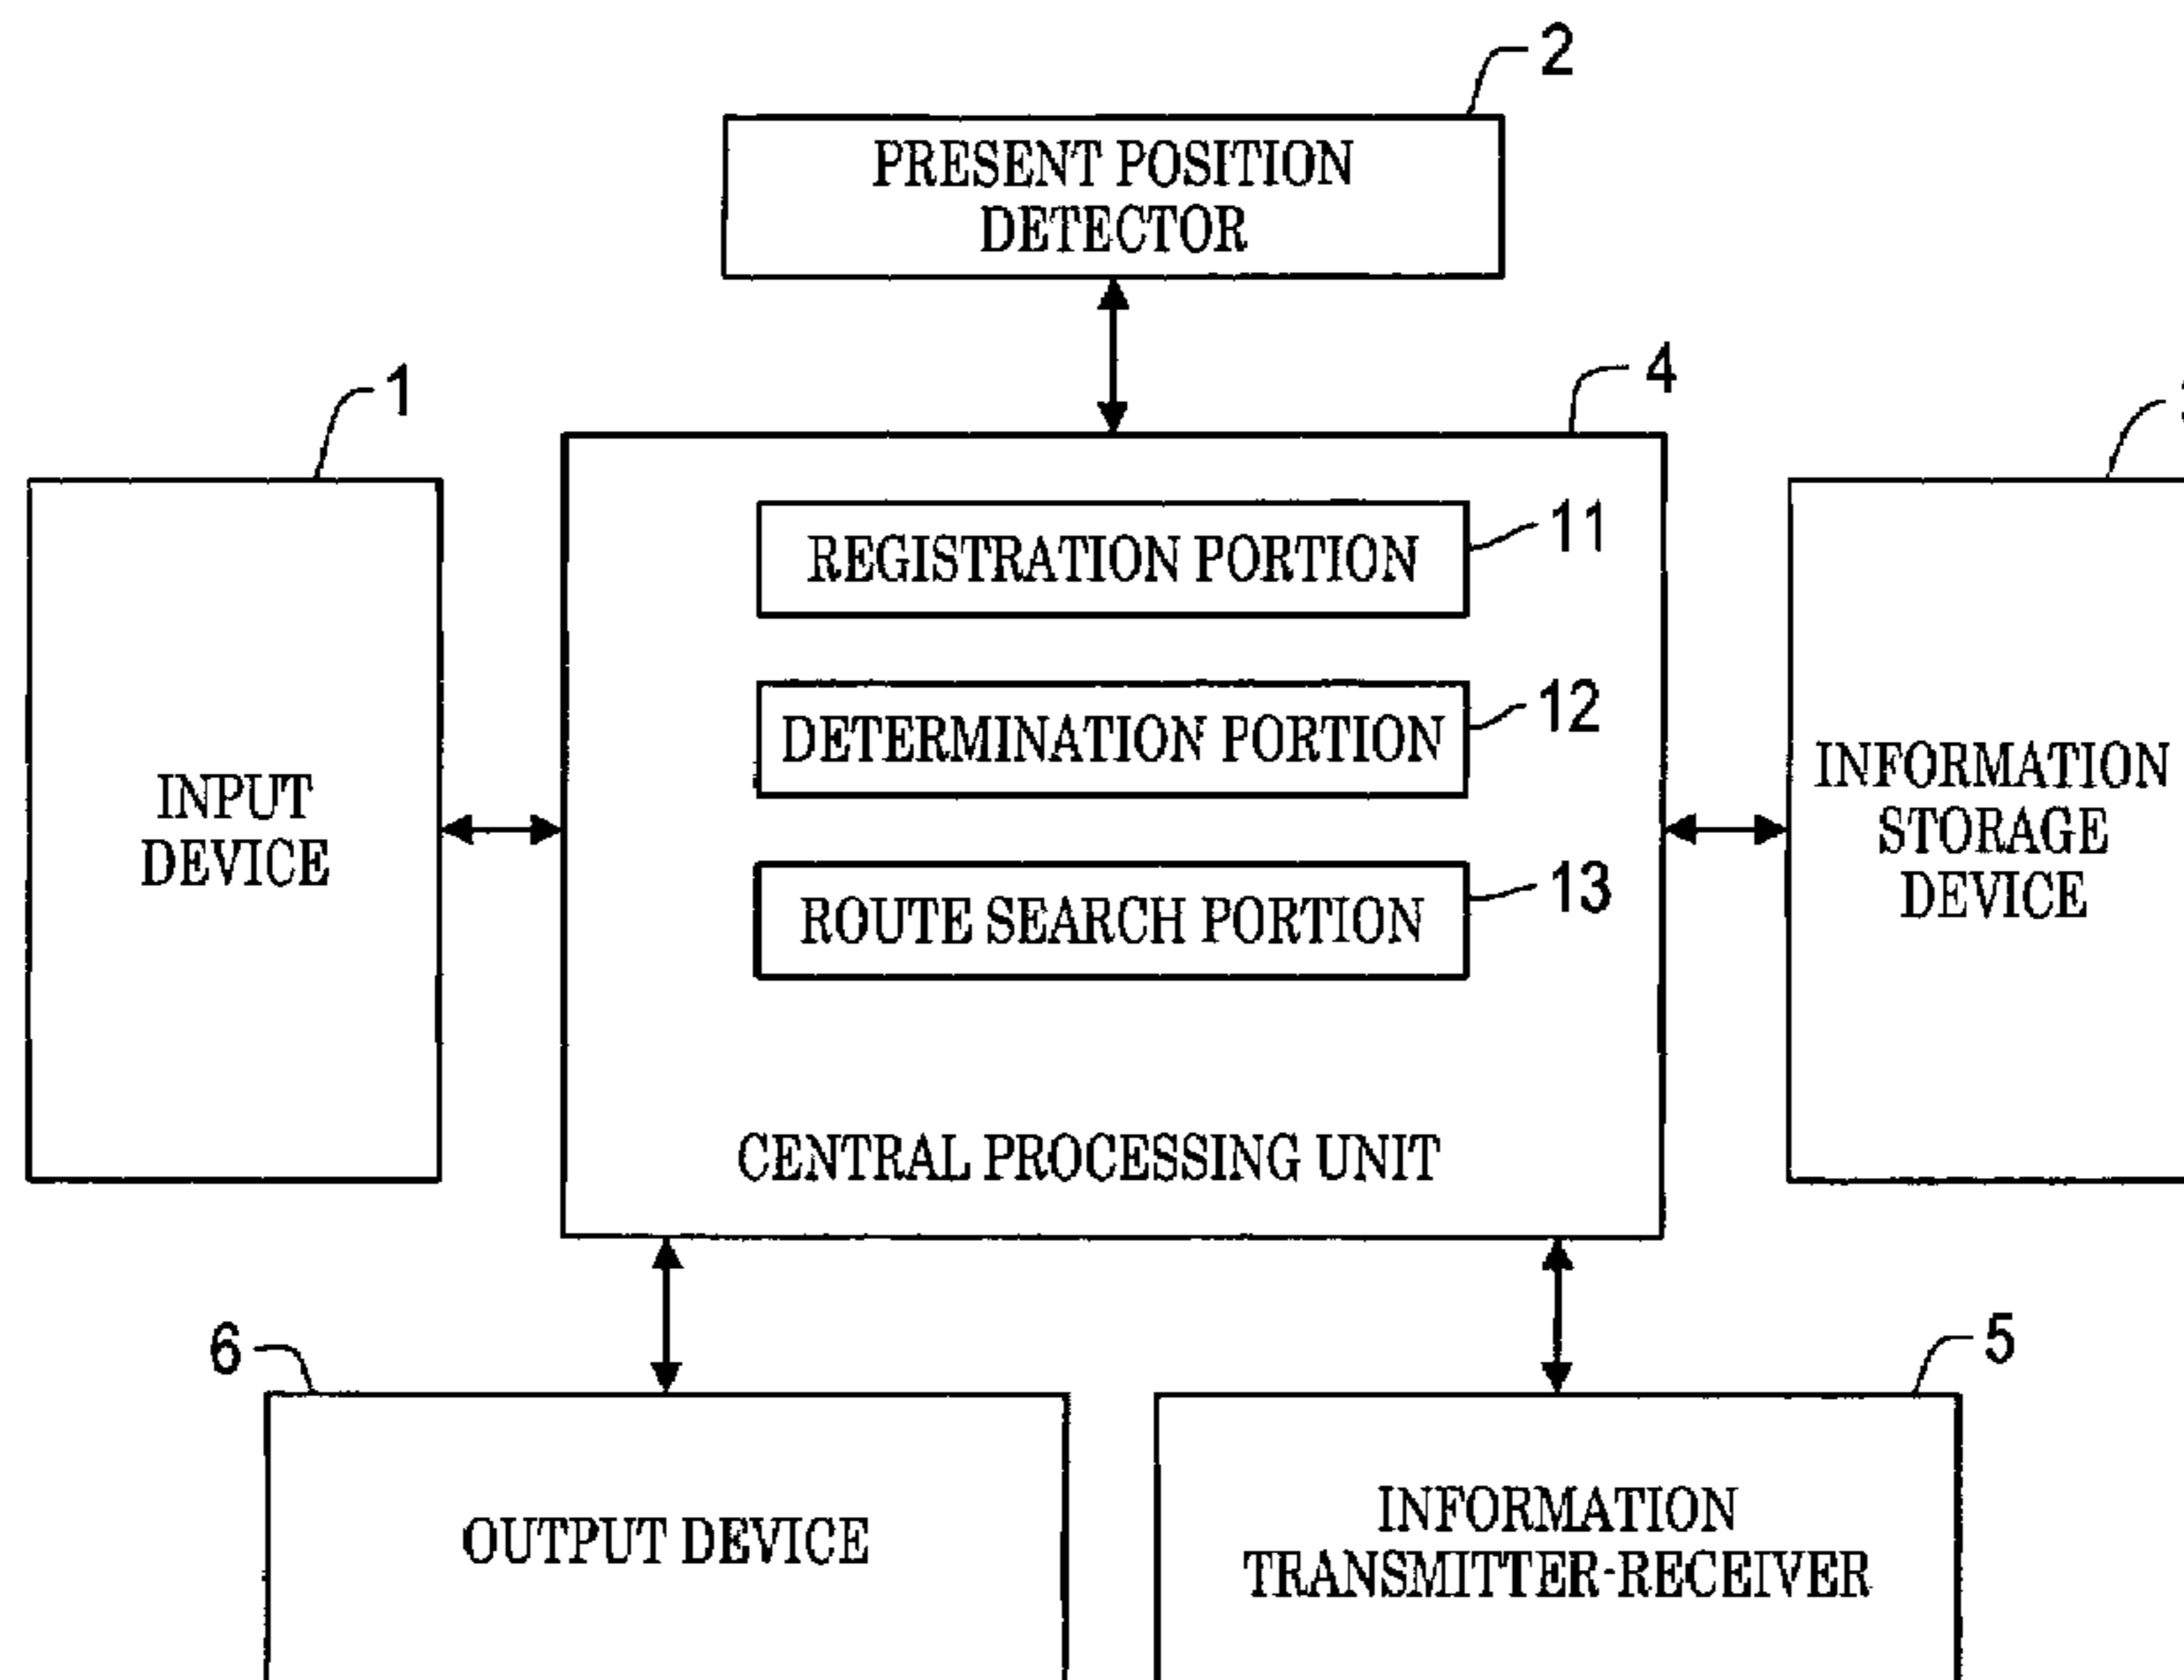 2
PRESENT POSITION
DETECTOR
1
4
REGISTRATION PORTION
11
DETERMINATION PORTION
12
ROUTE SEARCH PORTION
13
INPUT
DEVICE
INFORMATION
STORAGE
DEVICE
CENTRAL PROCESSING UNIT
6
5
OUTPUT DEVICE
INFORMATION
TRANSMITTER-RECEIVER